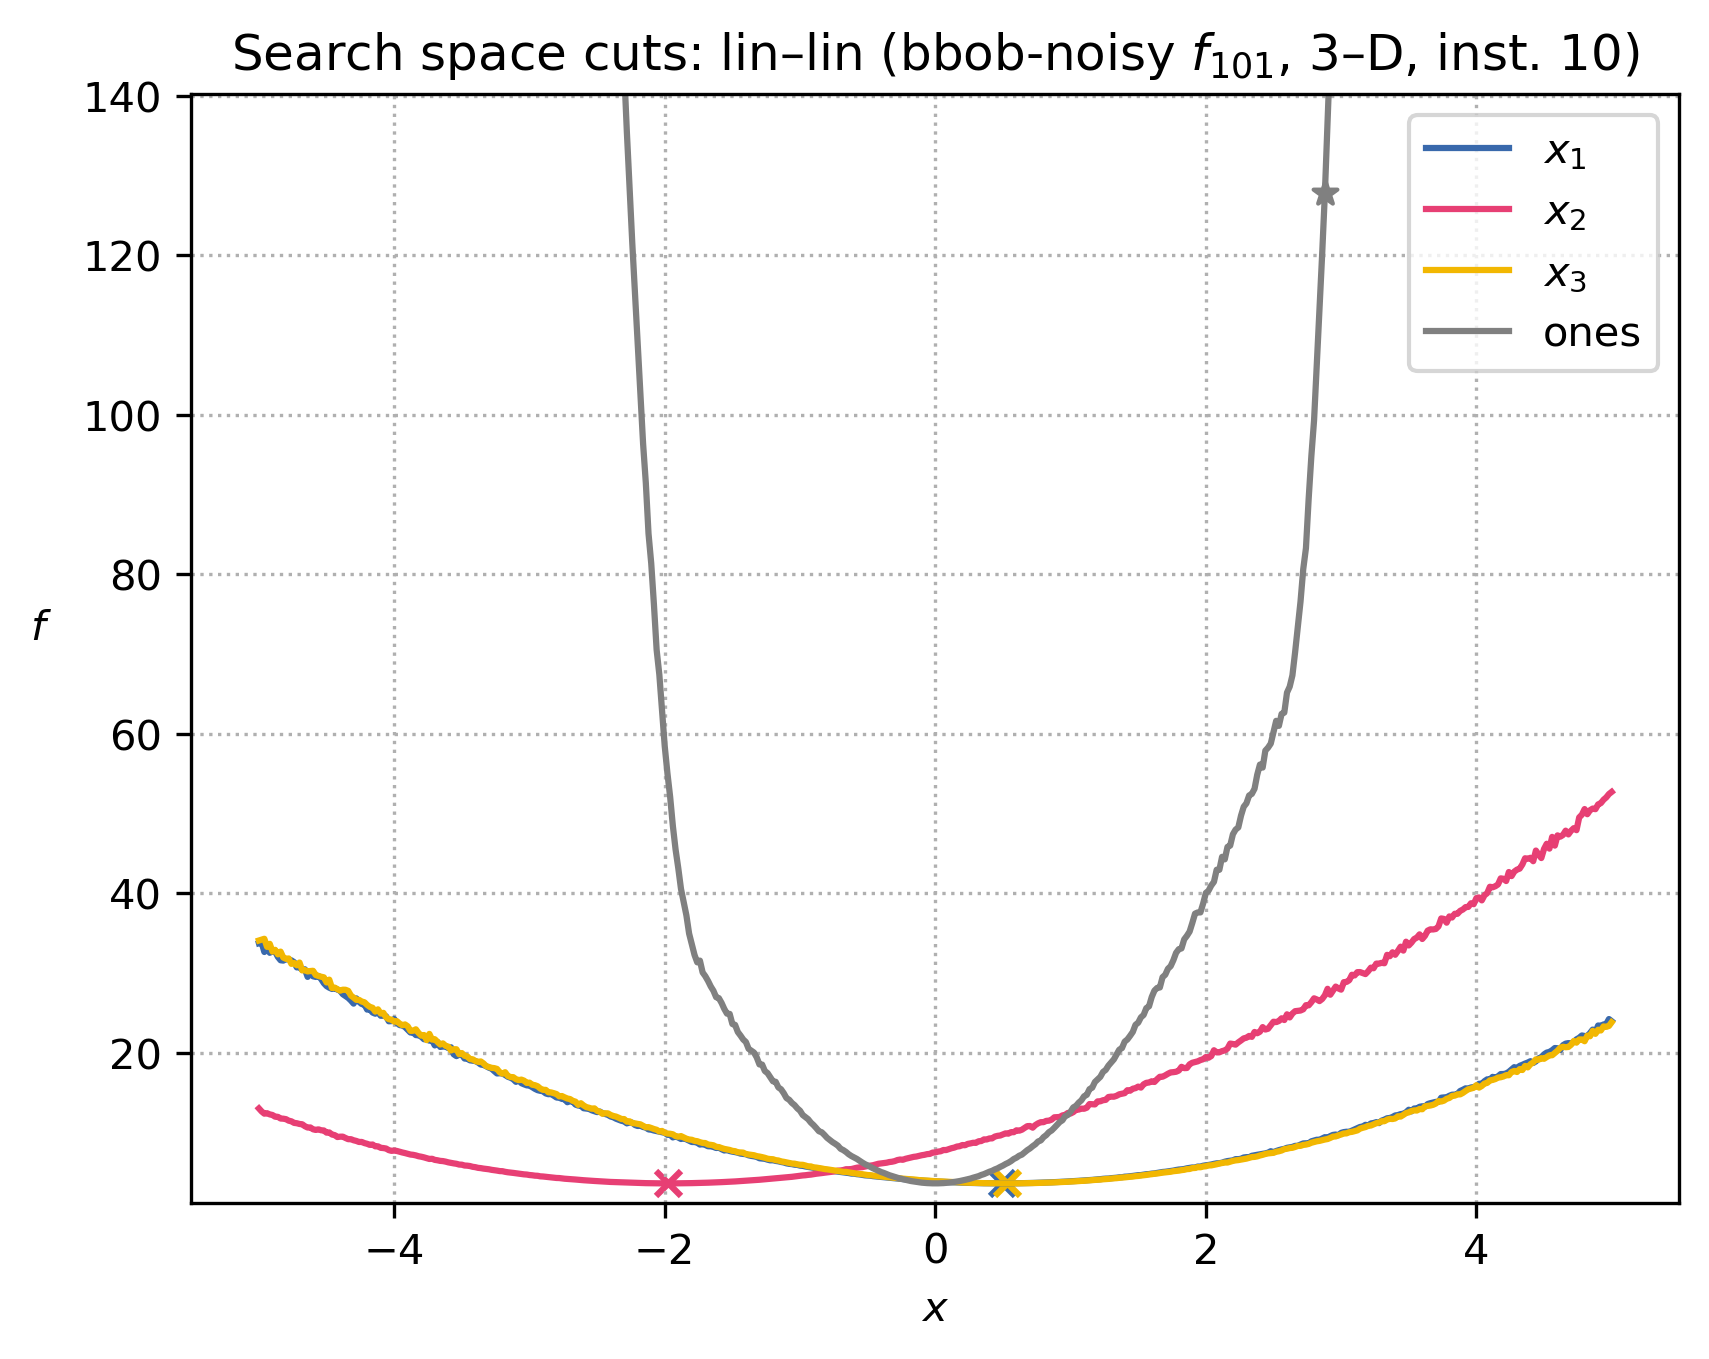 Search space cuts: lin–lin (bbob-noisy f₁₀₁, 3–D, inst. 10)
140
120
100
80
60
40
20
f
−4
−2
0
2
4
x
x₁
x₂
x₃
ones